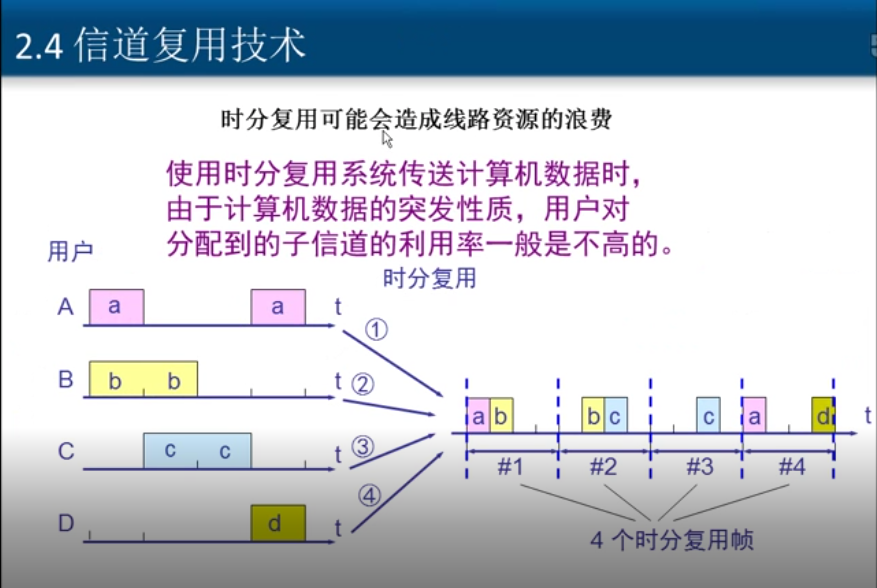 2.4 信道复用技术
时分复用可能会造成线路资源的浪费
使用时分复用系统传送计算机数据时，
由于计算机数据的突发性质，用户对
分配到的子信道的利用率一般是不高的。
用户
时分复用
A a a t ①
B b b t ②
C c c t ③
D d t ④
a b b c c a d t
#1 #2 #3 #4
4 个时分复用帧